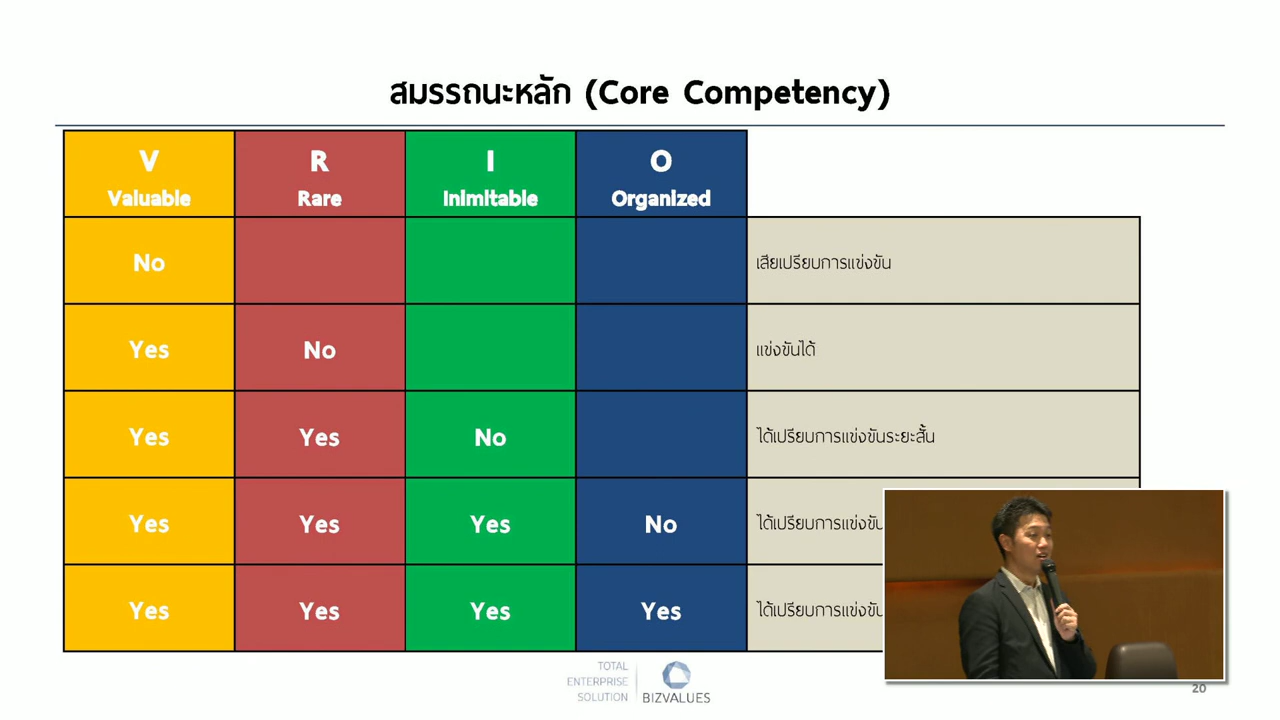 สมรรถนะหลัก (Core Competency)
V R I O
Valuable Rare Inimitable Organized
No เสียเปรียบการแข่งขัน
Yes No แข่งขันได้
Yes Yes No ได้เปรียบการแข่งขันระยะสั้น
Yes Yes Yes No ได้เปรียบการแข่งขั
Yes Yes Yes Yes ได้เปรียบการแข่งขั
TOTAL
ENTERPRISE
SOLUTION
BIZVALUES
20